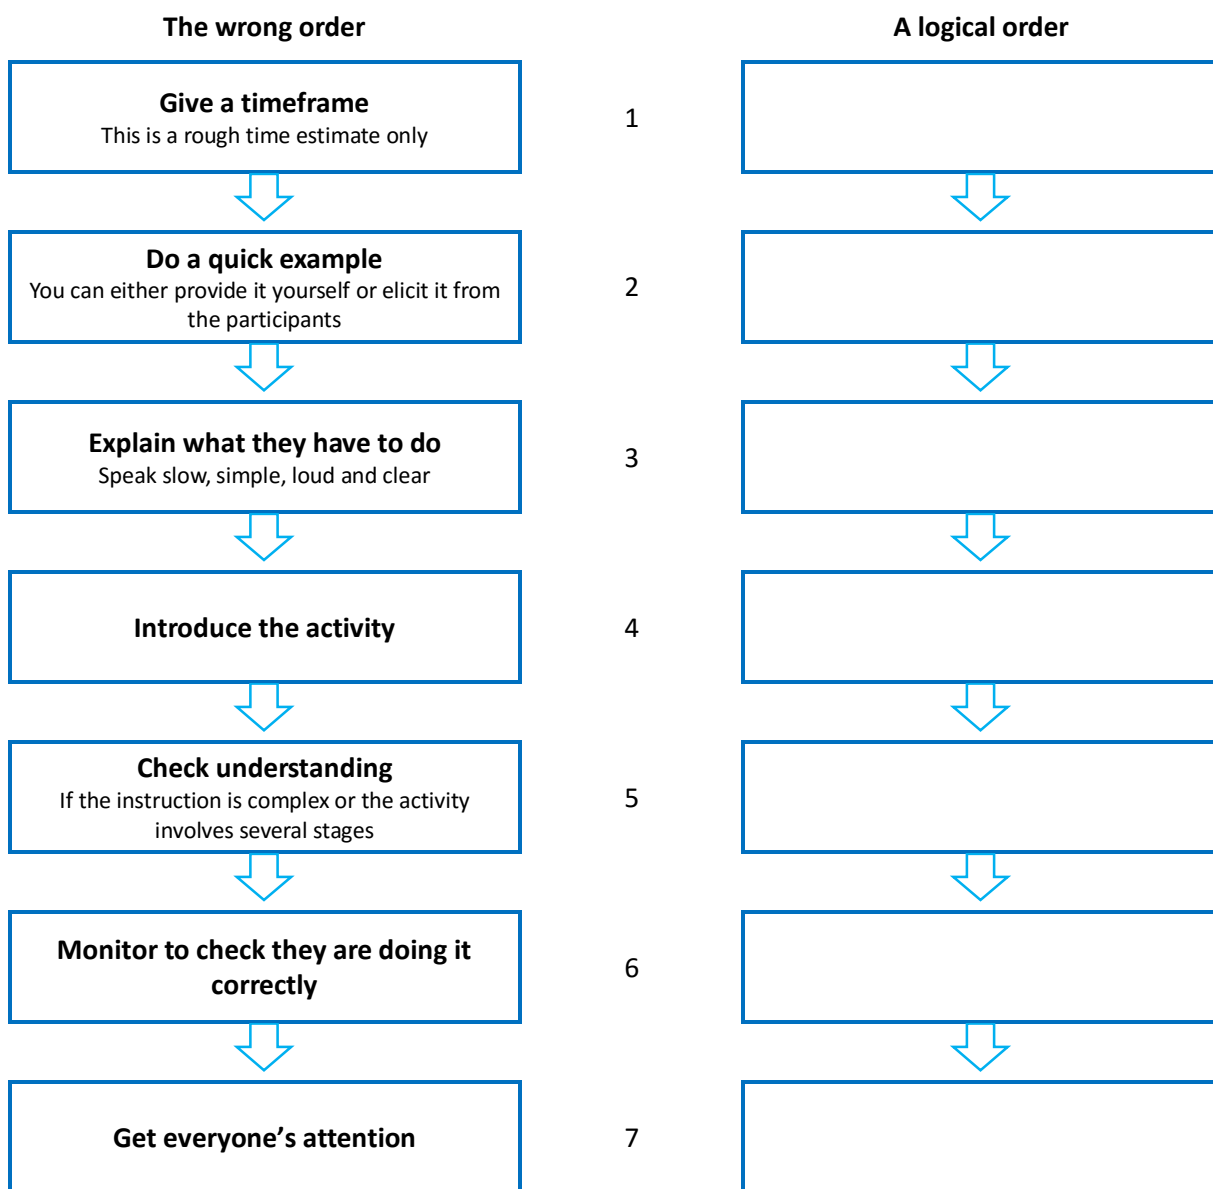 The wrong order
A logical order
Give a timeframe
This is a rough time estimate only
1
Do a quick example
You can either provide it yourself or elicit it from
the participants
2
Explain what they have to do
Speak slow, simple, loud and clear
3
Introduce the activity
4
Check understanding
If the instruction is complex or the activity
involves several stages
5
Monitor to check they are doing it
correctly
6
Get everyone’s attention
7